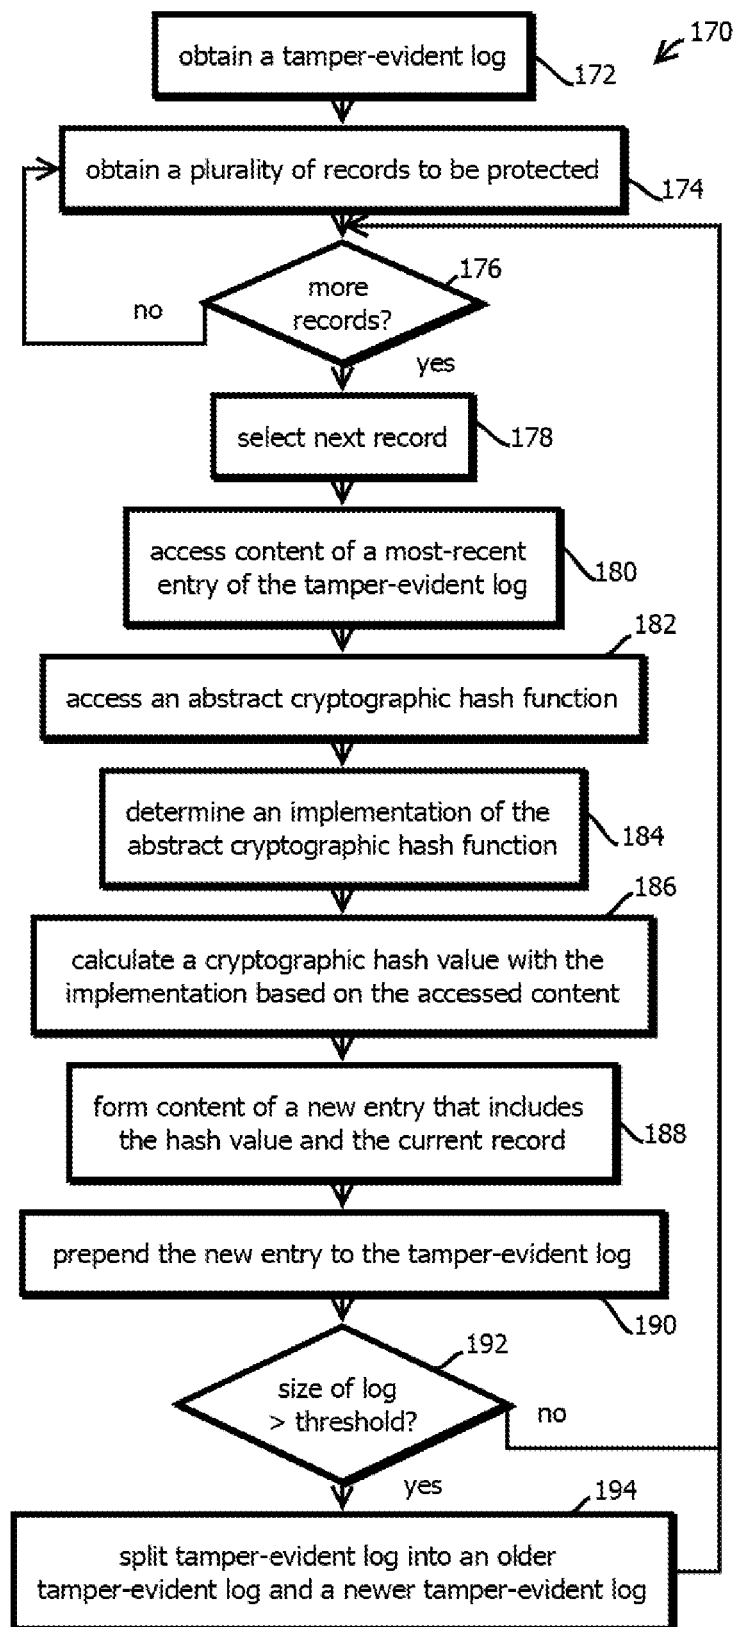 170
obtain a tamper-evident log
172
obtain a plurality of records to be protected
174
176
more
records?
no
yes
select next record
178
access content of a most-recent
entry of the tamper-evident log
180
182
access an abstract cryptographic hash function
determine an implementation of the
abstract cryptographic hash function
184
186
calculate a cryptographic hash value with the
implementation based on the accessed content
form content of a new entry that includes
the hash value and the current record
188
prepend the new entry to the tamper-evident log
190
192
size of log
> threshold?
no
yes
194
split tamper-evident log into an older
tamper-evident log and a newer tamper-evident log